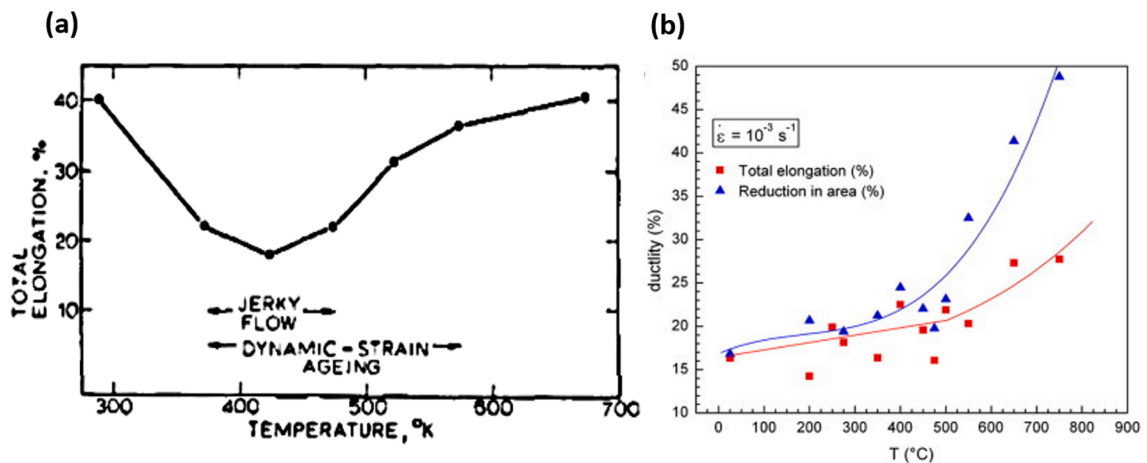 (a)
TOTAL
ELONGATION, %
40
30
20
10
JERKY
FLOW
DYNAMIC-STRAIN
AGEING
300 400 500 600 700
TEMPERATURE, °K
(b)
ductlity (%)
50
45
40
35
30
25
20
15
10
ε̇ = 10⁻³ s⁻¹
Total elongation (%)
Reduction in area (%)
0 100 200 300 400 500 600 700 800 900
T (°C)